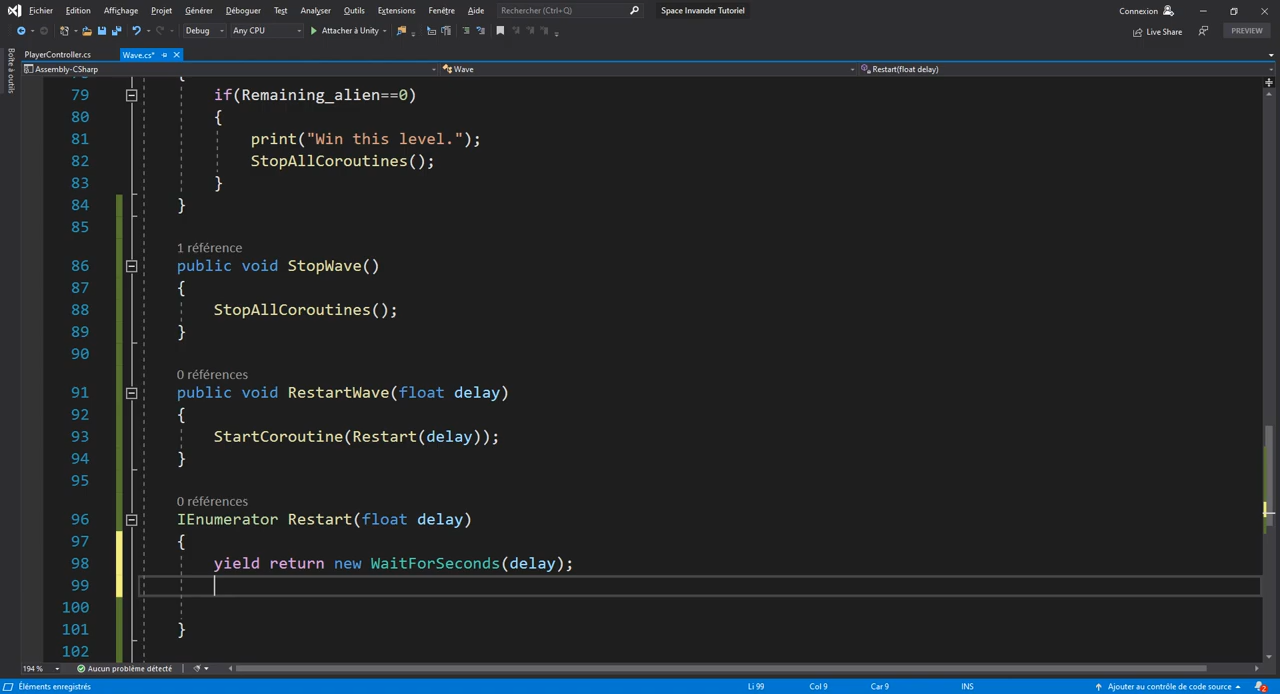 Fichier Edition Affichage Projet Générer Déboguer Test Analyser Outils Extensions Fenêtre Aide Rechercher (Ctrl+Q) Space Invander Tutoriel Connexion
Debug Any CPU Attacher à Unity Live Share PREVIEW
Boîte à outils
PlayerController.cs Wave.cs*
Assembly-CSharp Wave Restart(float delay)
79 if(Remaining_alien==0)
80 {
81 print("Win this level.");
82 StopAllCoroutines();
83 }
84 }
85
1 référence
86 public void StopWave()
87 {
88 StopAllCoroutines();
89 }
90
0 références
91 public void RestartWave(float delay)
92 {
93 StartCoroutine(Restart(delay));
94 }
95
0 références
96 IEnumerator Restart(float delay)
97 {
98 yield return new WaitForSeconds(delay);
99
100
101 }
102
194 % Aucun problème détecté
Éléments enregistrés Li 99 Col 9 Car 9 INS Ajouter au contrôle de code source 2